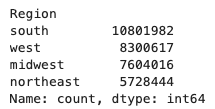 Region
south        10801982
west          8300617
midwest       7604016
northeast     5728444
Name: count, dtype: int64